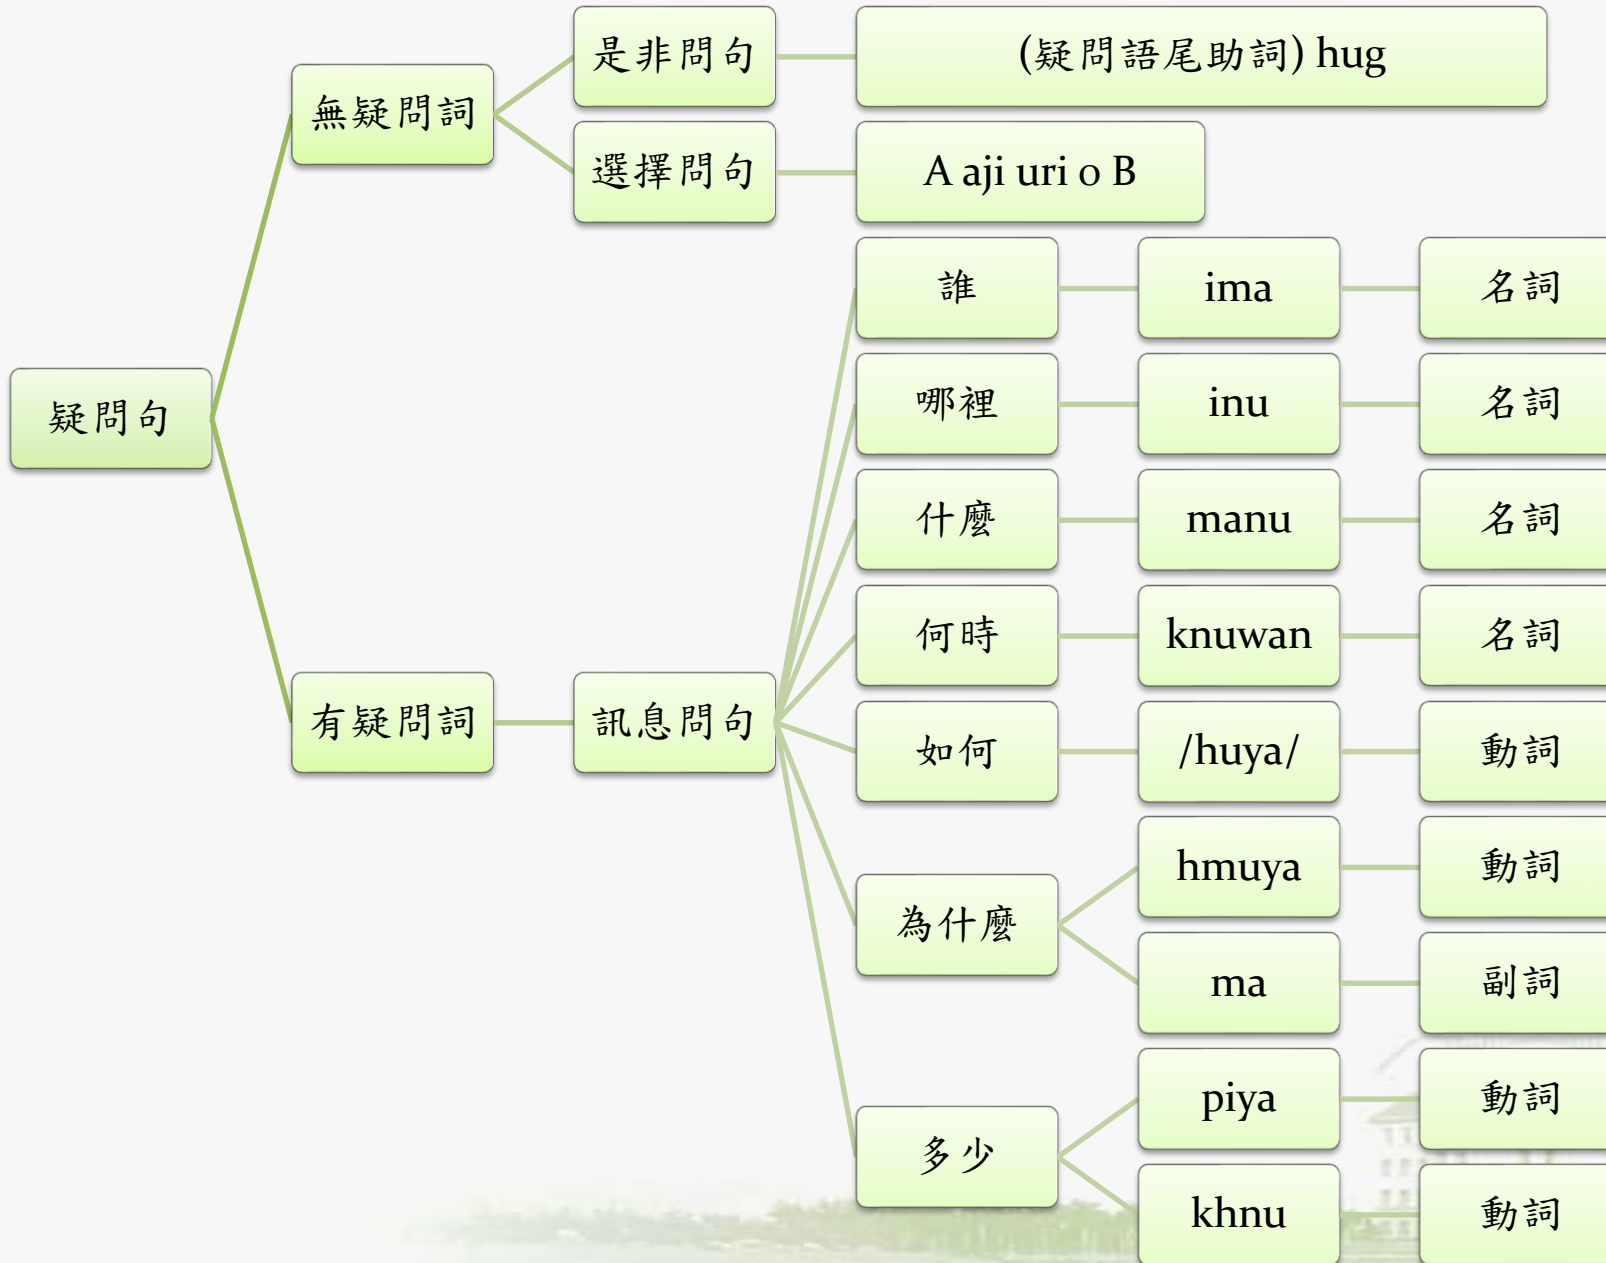 疑問句
無疑問詞
是非問句
(疑問語尾助詞) hug
選擇問句
A aji uri o B
有疑問詞
訊息問句
誰
ima
名詞
哪裡
inu
名詞
什麼
manu
名詞
何時
knuwan
名詞
如何
/huya/
動詞
為什麼
hmuya
動詞
ma
副詞
多少
piya
動詞
khnu
動詞